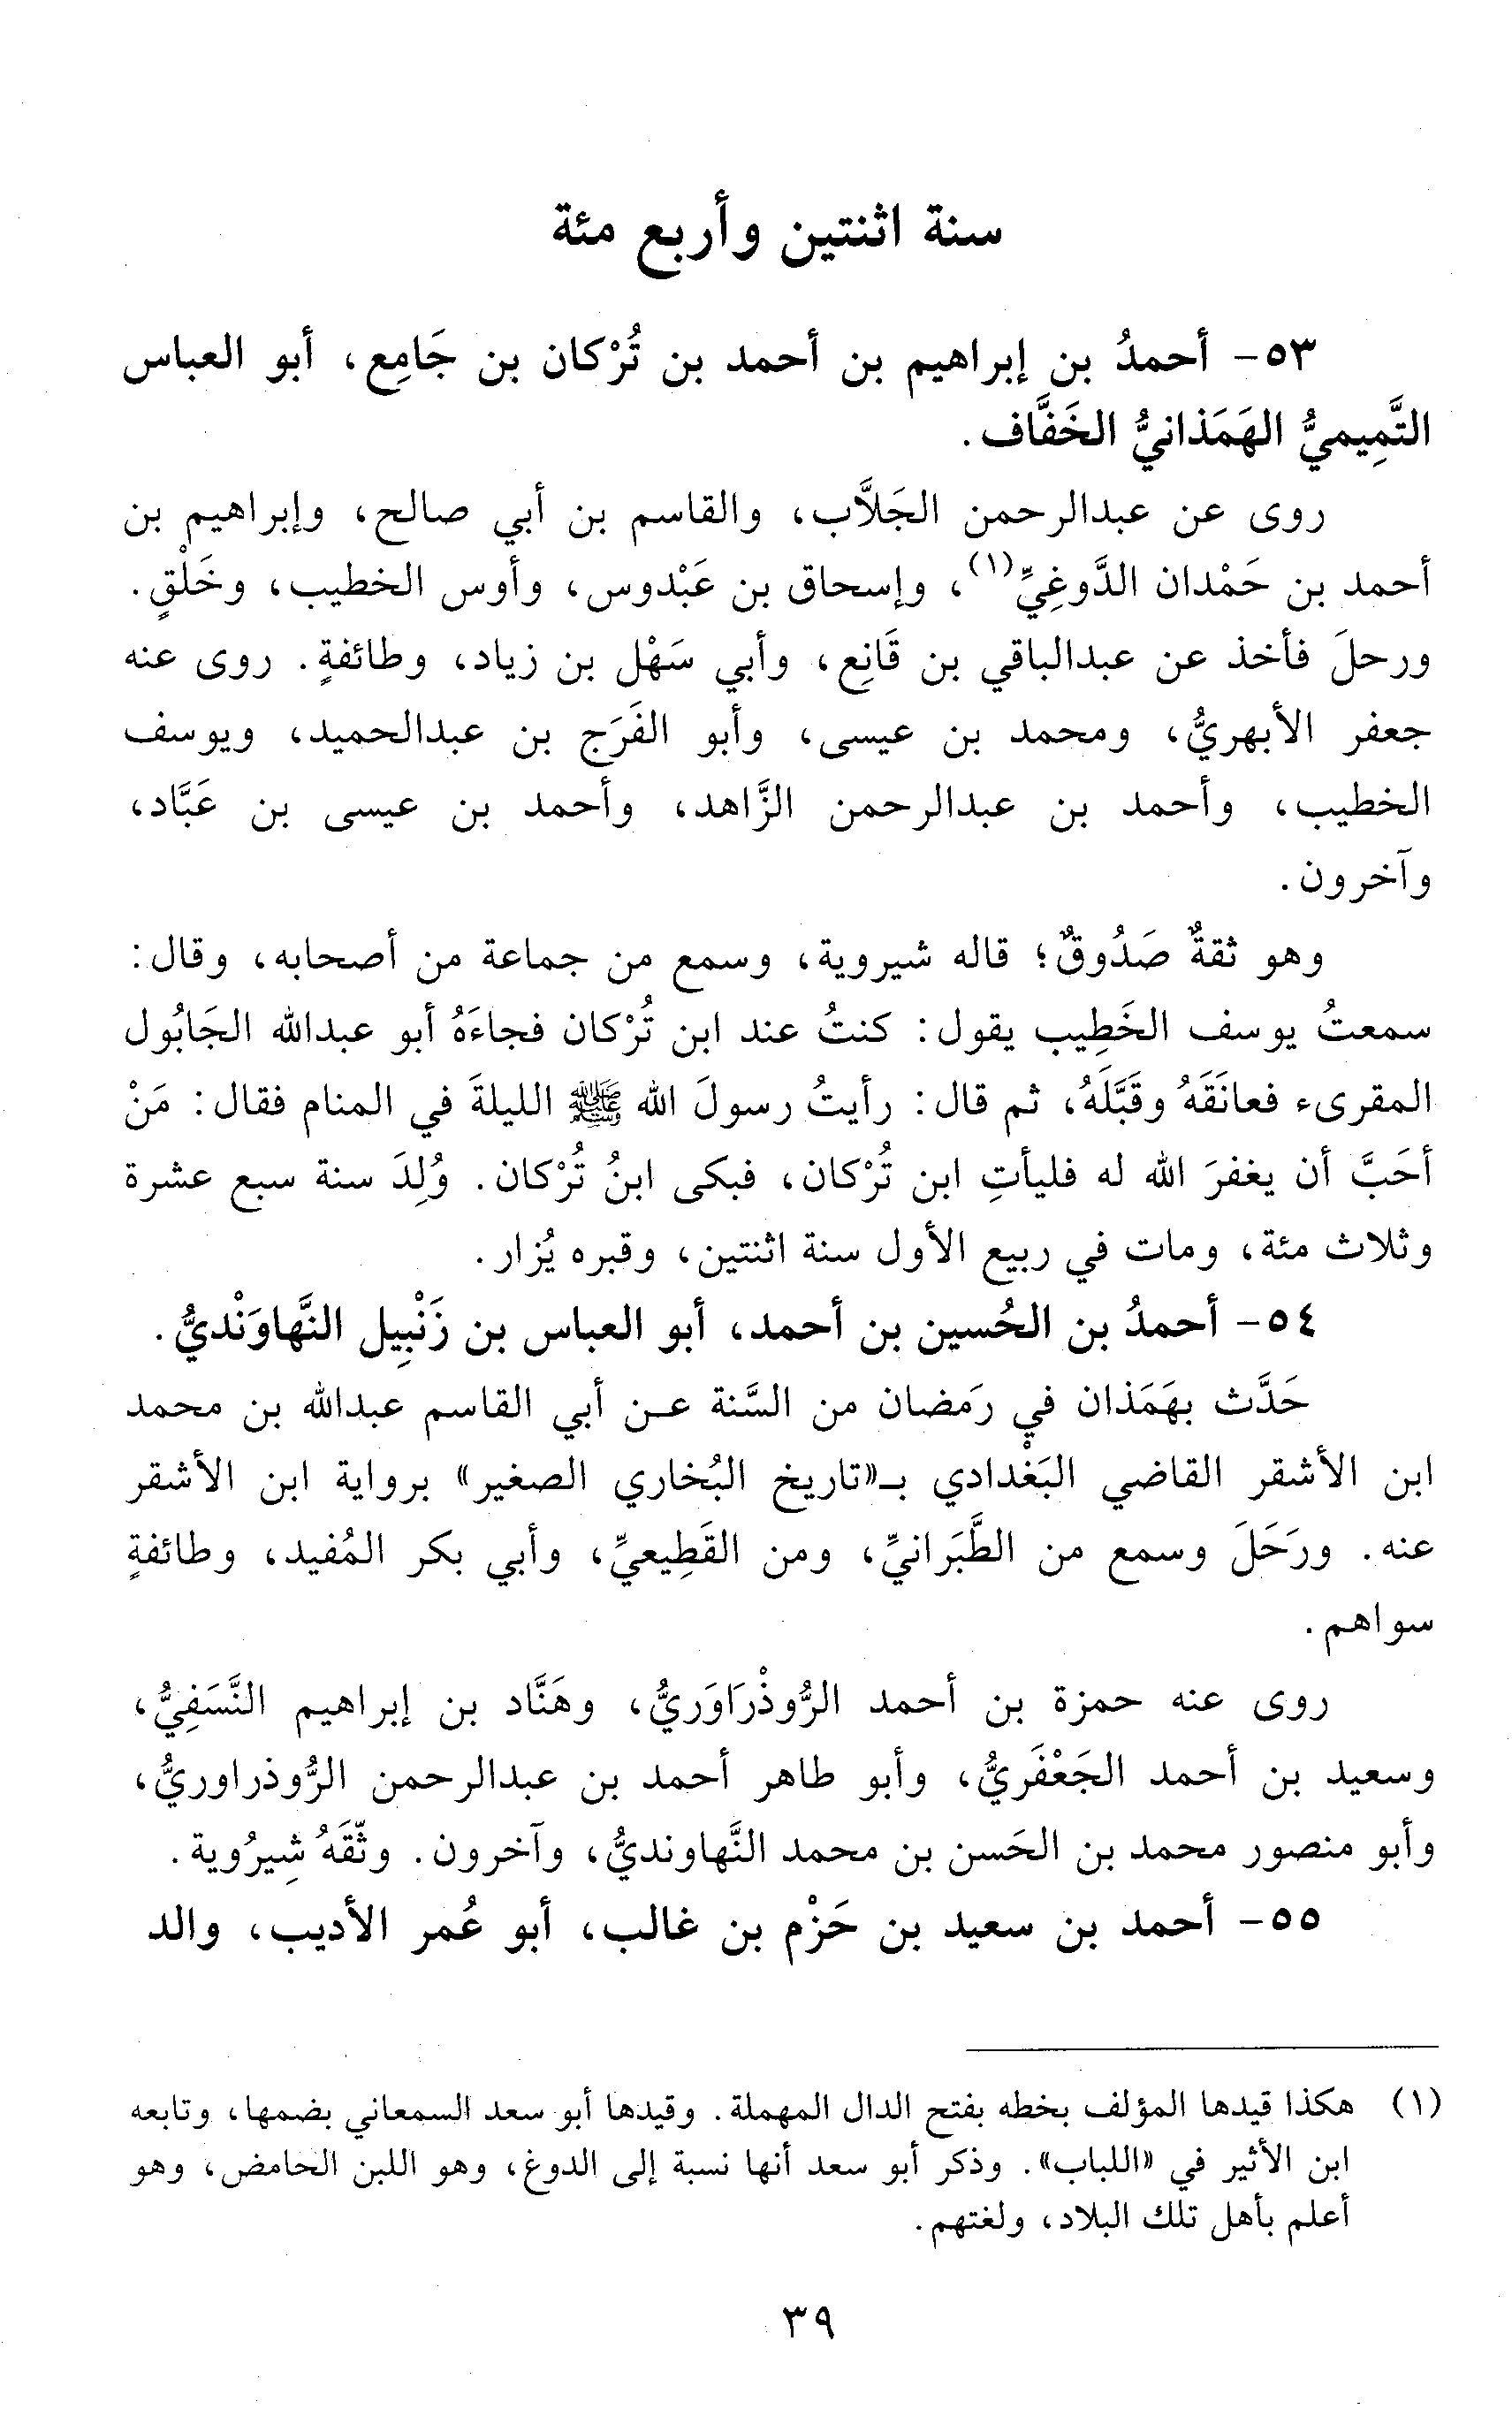 سنة اثنتين وأربع مئة
٥٣- أحمدُ بن إبراهيم بن أحمد بن تُرْكان بن جَامِع، أبو العباس
التَّمِيميُّ الهَمَذانيُّ الخَفَّاف.
روى عن عبدالرحمن الجَلاَّب، والقاسم بن أبي صالح، وإبراهيم بن
أحمد بن حَمْدان الدَّوغِيِّ(١)، وإسحاق بن عَبْدوس، وأوس الخطيب، وخَلْقٍ.
ورحلَ فأخذ عن عبدالباقي بن قَانِع، وأبي سَهْل بن زياد، وطائفةٍ. روى عنه
جعفر الأبهريُّ، ومحمد بن عيسى، وأبو الفَرَج بن عبدالحميد، ويوسف
الخطيب، وأحمد بن عبدالرحمن الزَّاهد، وأحمد بن عيسى بن عَبَّاد،
وآخرون.
وهو ثقةٌ صَدُوقٌ؛ قاله شيروية، وسمع من جماعة من أصحابه، وقال:
سمعتُ يوسف الخَطِيب يقول: كنتُ عند ابن تُرْكان فجاءَهُ أبو عبدالله الجَابُول
المقرىء فعانَقَهُ وقَبَّلَهُ، ثم قال: رأيتُ رسولَ الله ﷺ الليلةَ في المنام فقال: مَنْ
أحَبَّ أن يغفرَ الله له فليأتِ ابن تُرْكان، فبكى ابنُ تُرْكان. وُلِدَ سنة سبع عشرة
وثلاث مئة، ومات في ربيع الأول سنة اثنتين، وقبره يُزار.
٥٤- أحمدُ بن الحُسين بن أحمد، أبو العباس بن زَنْبِيل النَّهاوَنْديُّ.
حَدَّث بهَمَذان في رَمَضان من السَّنة عن أبي القاسم عبدالله بن محمد
ابن الأشقر القاضي البَغْدادي بـ«تاريخ البُخاري الصغير» برواية ابن الأشقر
عنه. ورَحَلَ وسمع من الطَّبَرانيِّ، ومن القَطِيعيِّ، وأبي بكر المُفيد، وطائفةٍ
سواهم.
روى عنه حمزة بن أحمد الرُّوذْرَاوَريُّ، وهَنَّاد بن إبراهيم النَّسَفِيُّ،
وسعيد بن أحمد الجَعْفَريُّ، وأبو طاهر أحمد بن عبدالرحمن الرُّوذراوريُّ،
وأبو منصور محمد بن الحَسن بن محمد النَّهاونديُّ، وآخرون. وثّقَهُ شِيرُوية.
٥٥- أحمد بن سعيد بن حَزْم بن غالب، أبو عُمر الأديب، والد
(١) هكذا قيدها المؤلف بخطه بفتح الدال المهملة. وقيدها أبو سعد السمعاني بضمها، وتابعه
ابن الأثير في «اللباب». وذكر أبو سعد أنها نسبة إلى الدوغ، وهو اللبن الحامض، وهو
أعلم بأهل تلك البلاد، ولغتهم.
٣٩